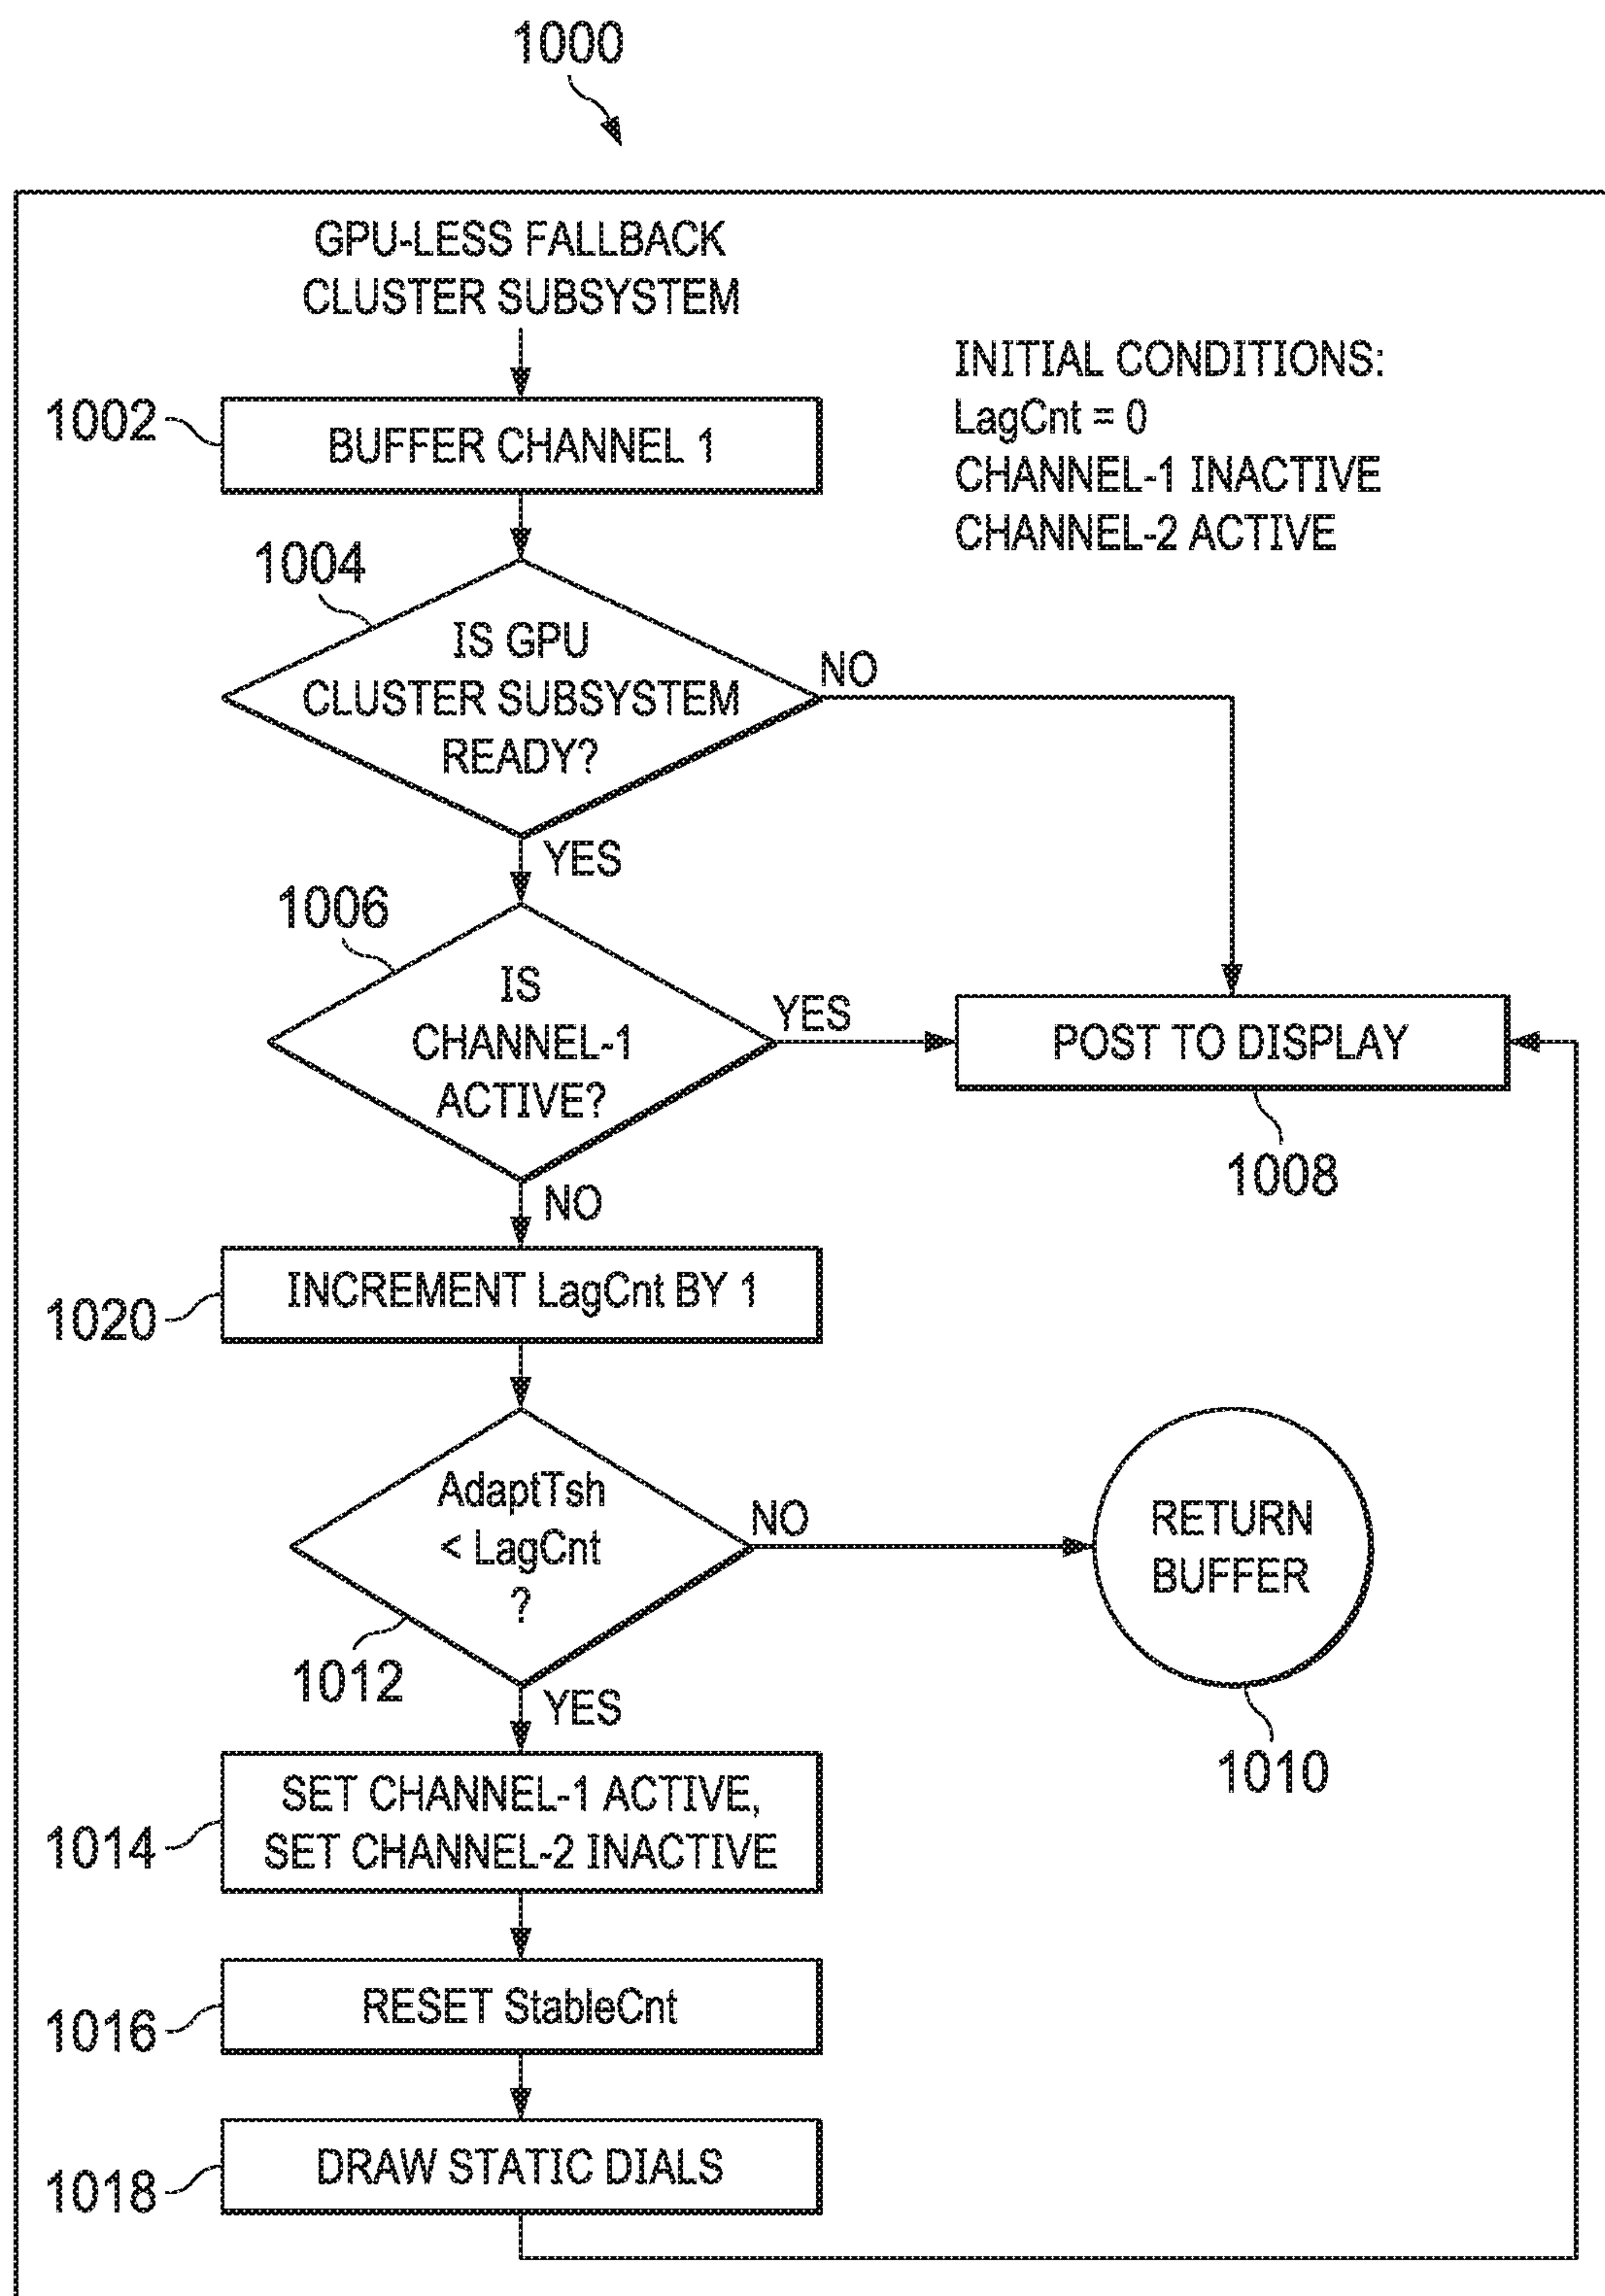 1000
GPU-LESS FALLBACK
CLUSTER SUBSYSTEM
INITIAL CONDITIONS:
LagCnt = 0
CHANNEL-1 INACTIVE
CHANNEL-2 ACTIVE
1002
BUFFER CHANNEL 1
1004
IS GPU
CLUSTER SUBSYSTEM
READY?
NO
YES
1006
IS
CHANNEL-1
ACTIVE?
YES
POST TO DISPLAY
1008
NO
1020
INCREMENT LagCnt BY 1
AdaptTsh
< LagCnt
?
NO
RETURN
BUFFER
1012
1010
YES
1014
SET CHANNEL-1 ACTIVE,
SET CHANNEL-2 INACTIVE
1016
RESET StableCnt
1018
DRAW STATIC DIALS